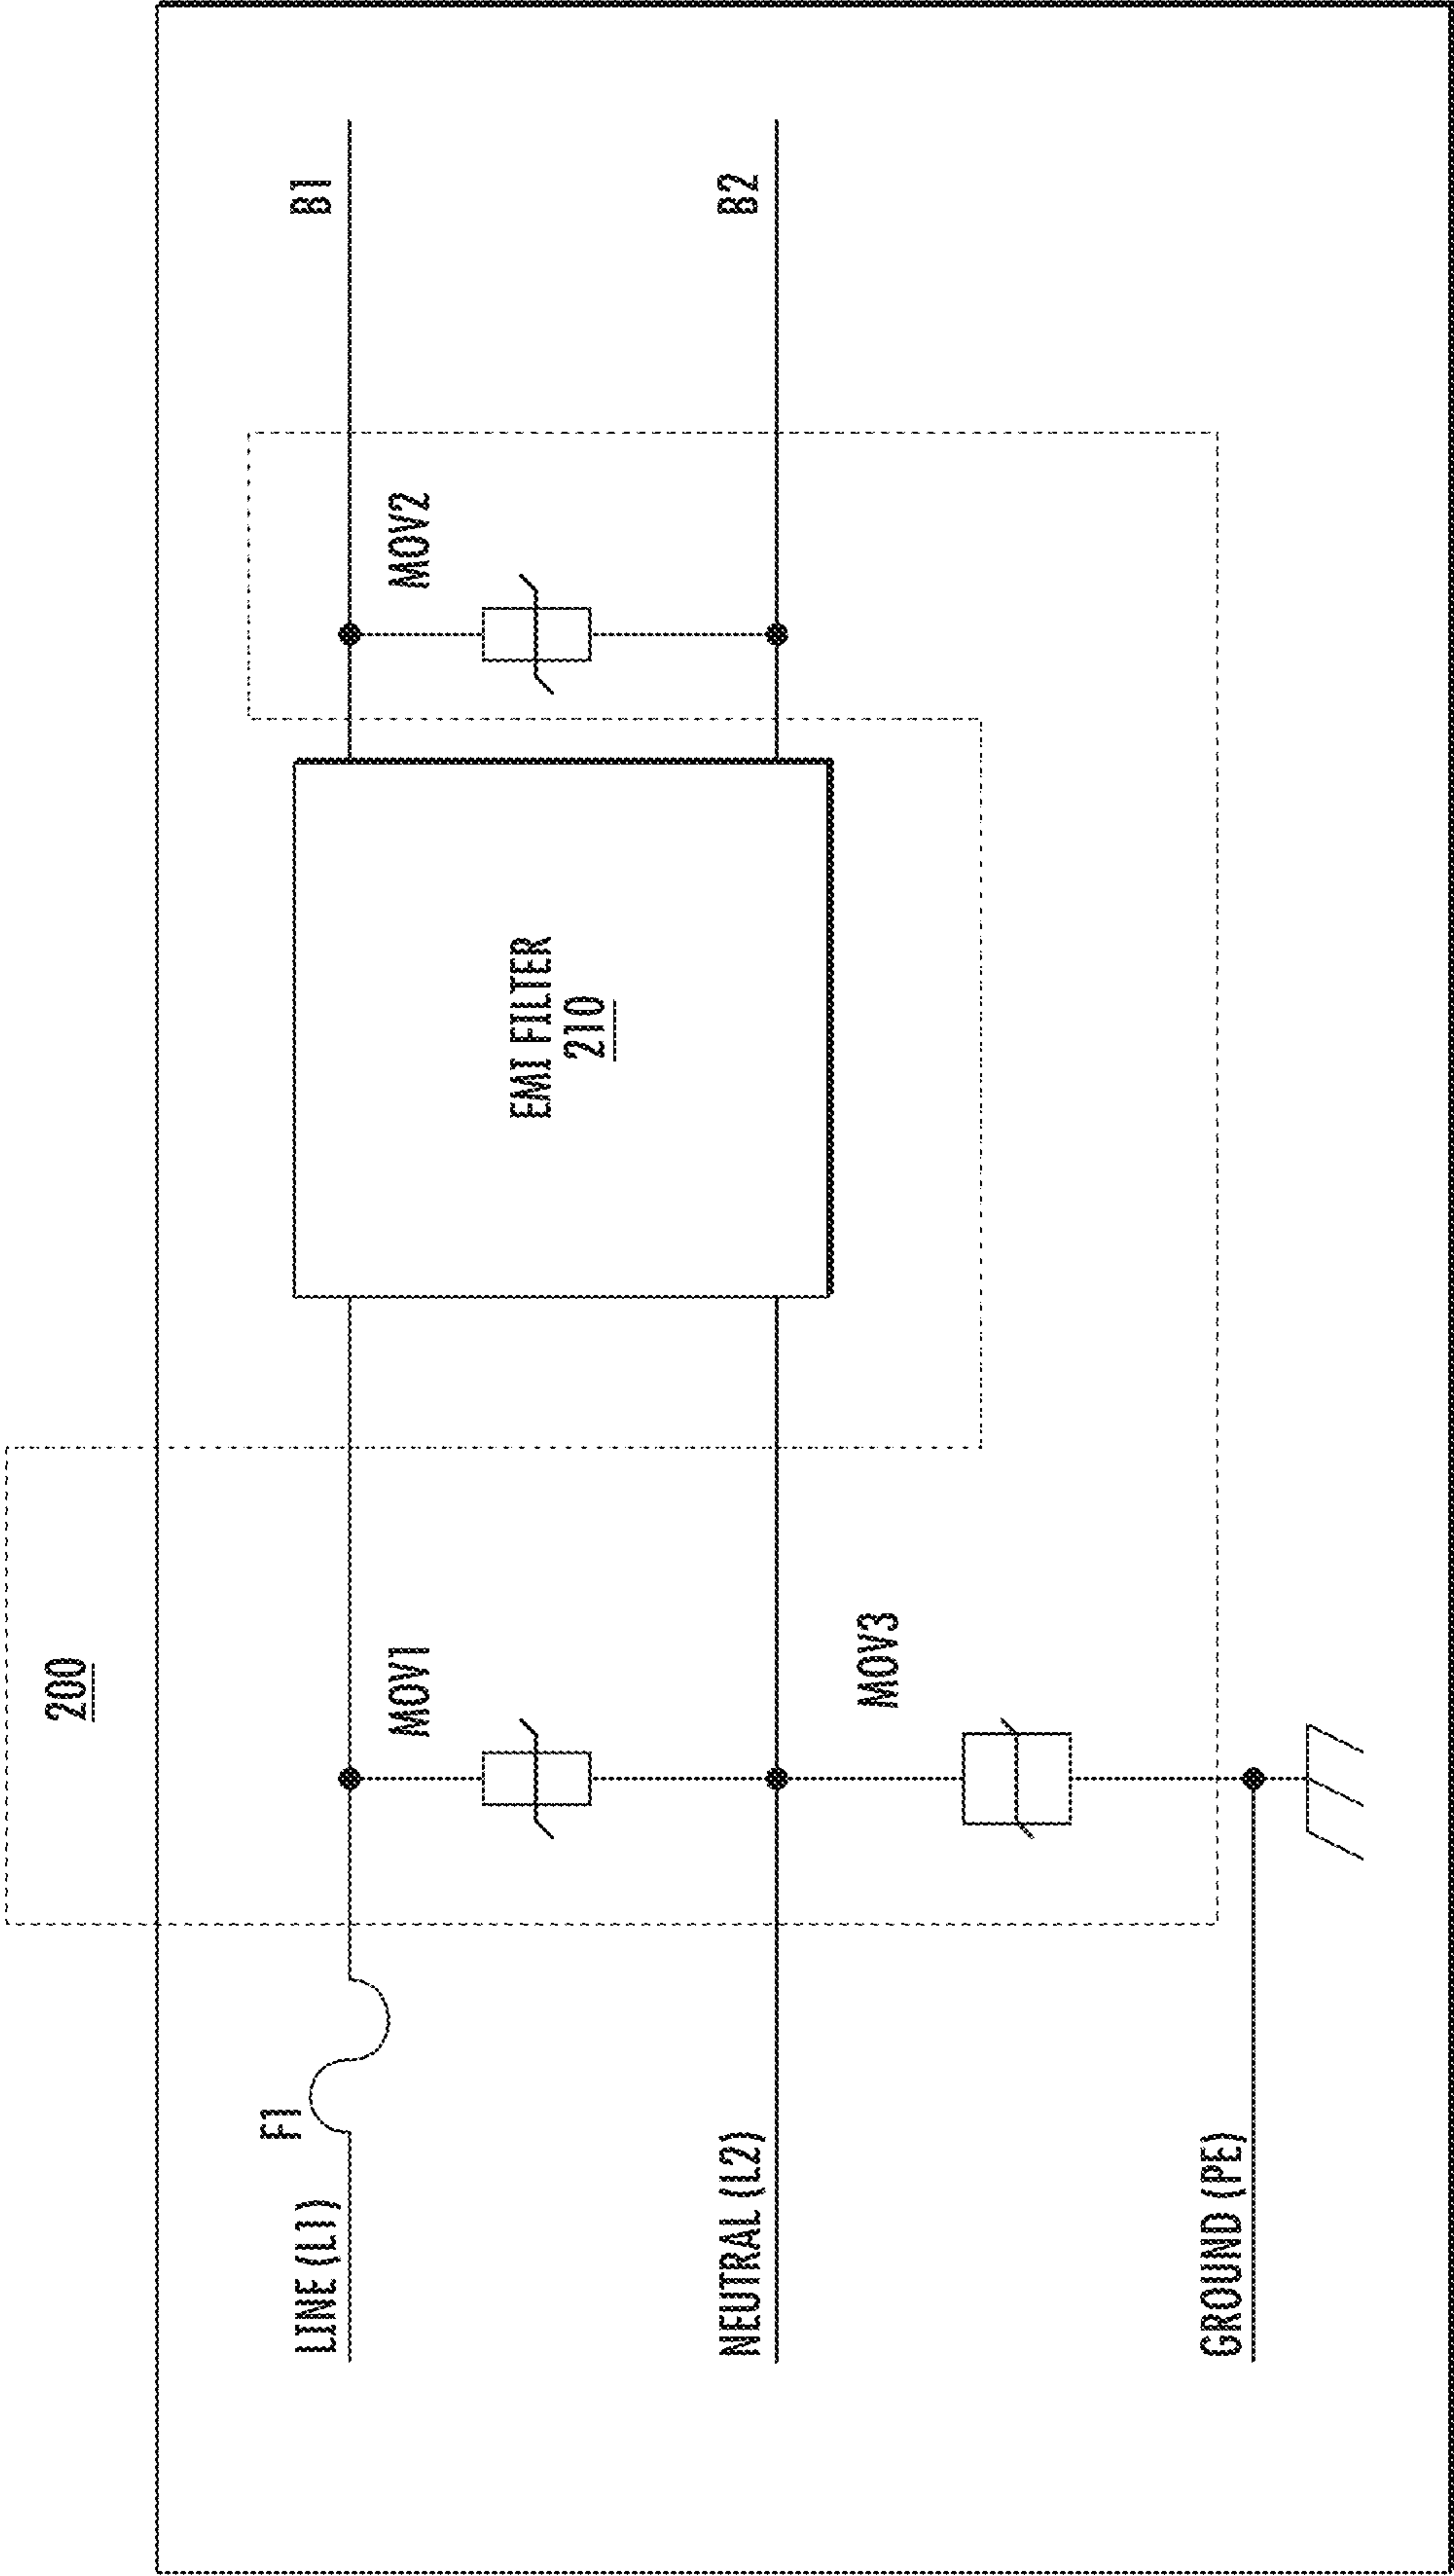 200
F1
LINE (L1)
MOV1
EMI FILTER
210
MOV2
B1
NEUTRAL (L2)
MOV3
B2
GROUND (PE)